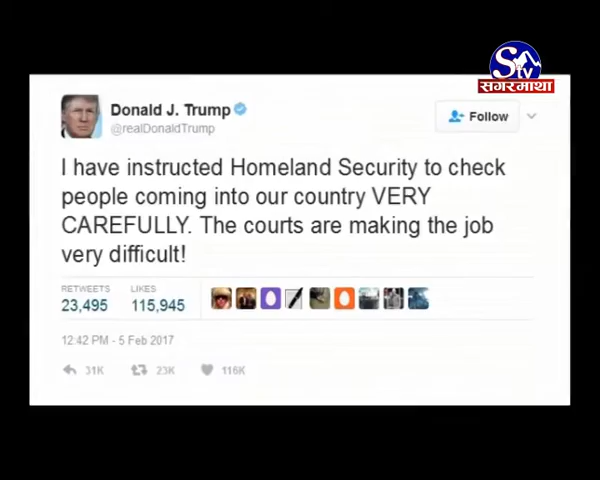 STV
सगरमाथा
Donald J. Trump
@realDonaldTrump
Follow
I have instructed Homeland Security to check
people coming into our country VERY
CAREFULLY. The courts are making the job
very difficult!
RETWEETS LIKES
23,495 115,945
12:42 PM - 5 Feb 2017
31K 23K 116K